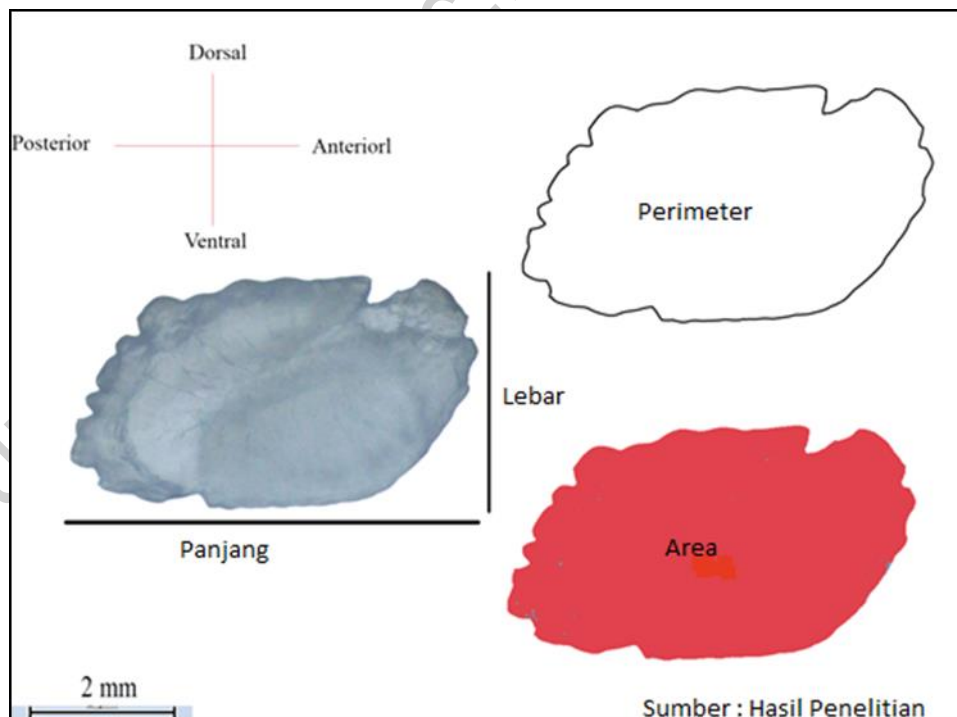 Dorsal
Posterior
Anteriorl
Ventral
Perimeter
Lebar
Panjang
Area
2 mm
Sumber : Hasil Penelitian